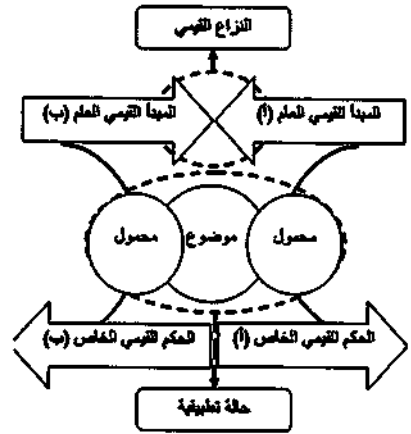 النزاع القيمي
المبدأ القيمي العام (أ)
المبدأ القيمي العام (ب)
محمول
موضوع
محمول
الحكم القيمي الخاص (أ)
الحكم القيمي الخاص (ب)
حالة تطبيقية